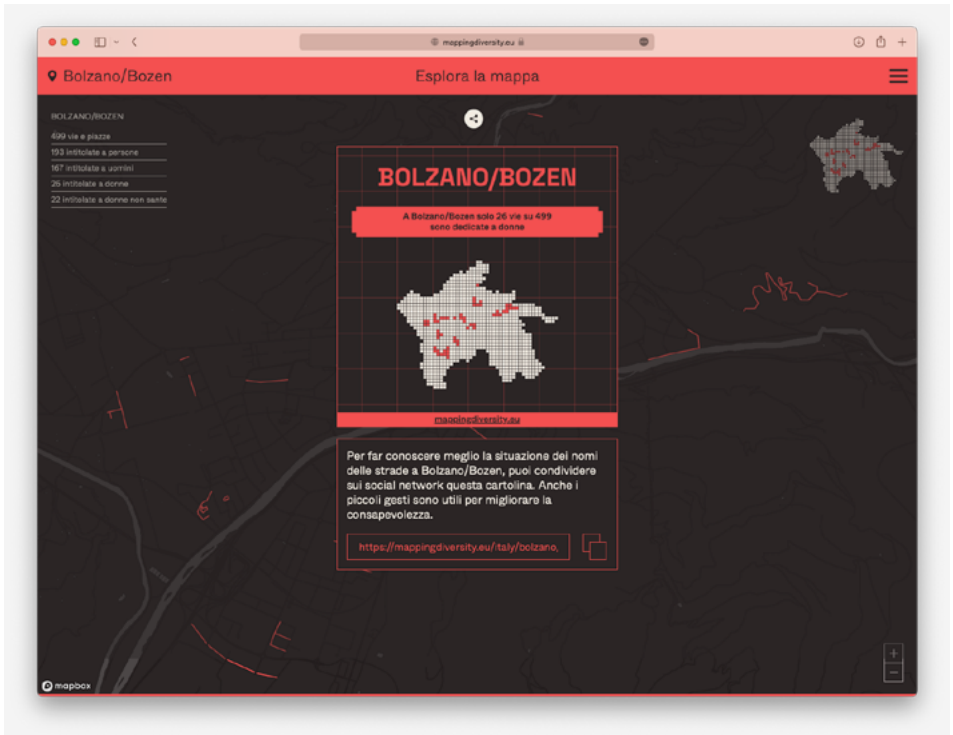 mappingdiversity.eu
Bolzano/Bozen
Esplora la mappa
BOLZANO/BOZEN
499 vie e piazze
193 intitolate a persone
167 intitolate a uomini
26 intitolate a donne
22 intitolate a donne non sante
BOLZANO/BOZEN
A Bolzano/Bozen solo 26 vie su 499
sono dedicate a donne
mappingdiversity.eu
Per far conoscere meglio la situazione dei nomi
delle strade a Bolzano/Bozen, puoi condividere
sui social network questa cartolina. Anche i
piccoli gesti sono utili per migliorare la
consapevolezza.
https://mappingdiversity.eu/italy/bolzano,
mapbox